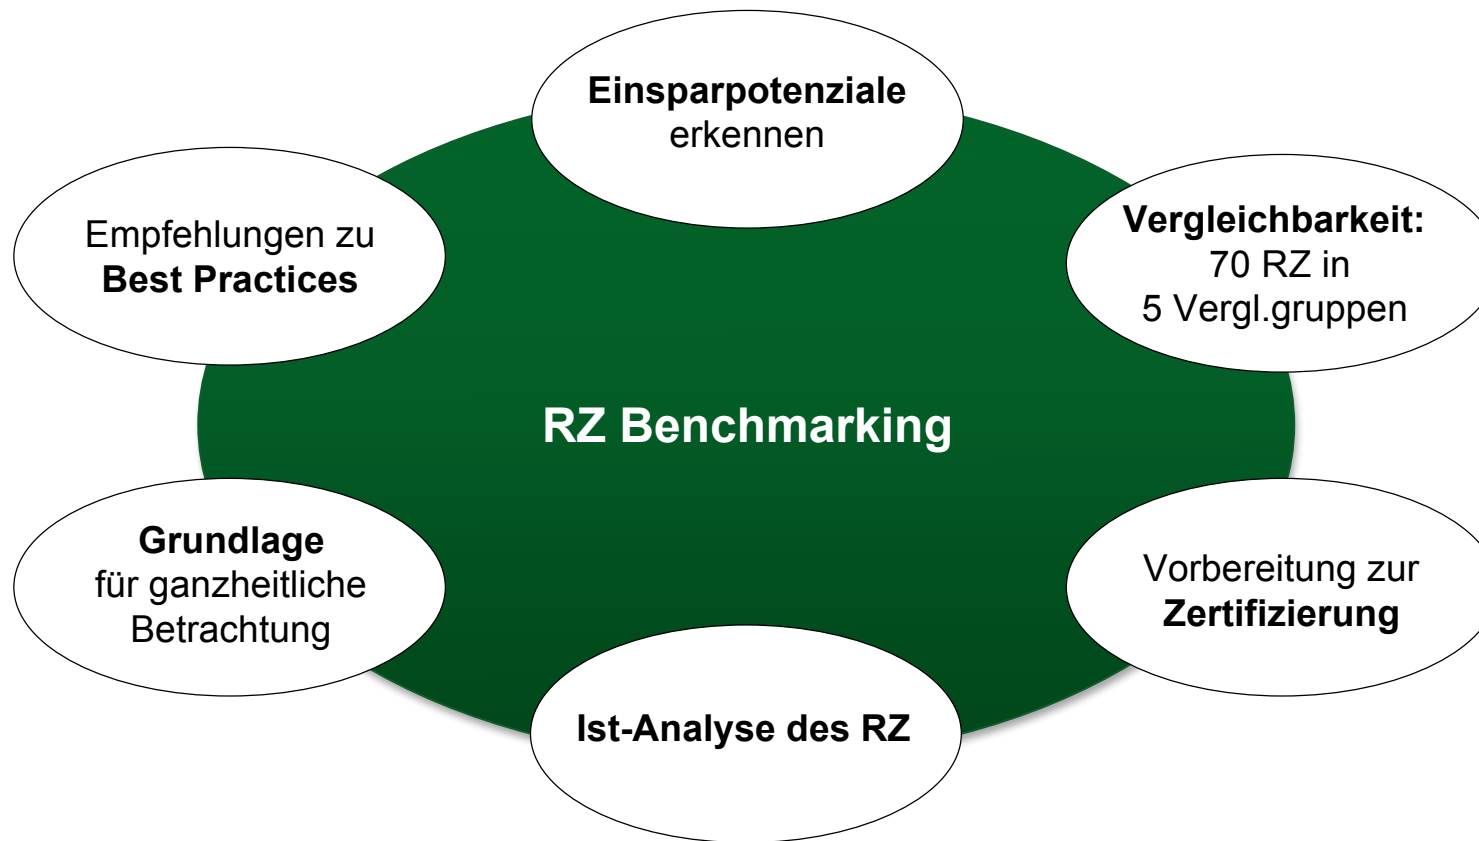 Einsparpotenziale
erkennen
Empfehlungen zu
Best Practices
Vergleichbarkeit:
70 RZ in
5 Vergl.gruppen
RZ Benchmarking
Grundlage
für ganzheitliche
Betrachtung
Vorbereitung zur
Zertifizierung
Ist-Analyse des RZ